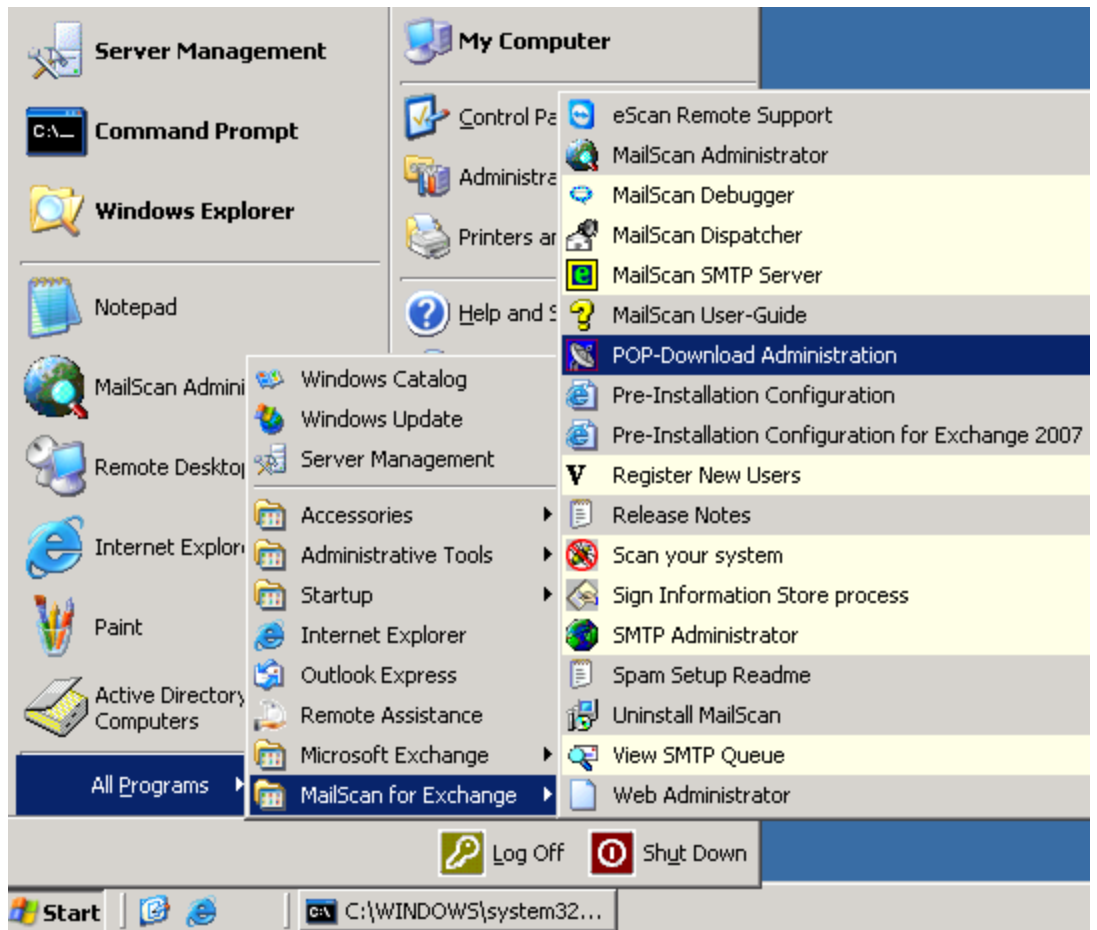 Server Management
Command Prompt
Windows Explorer
Notepad
MailScan Admini
Remote Desktop
Internet Explor
Paint
Active Directory
Computers
All Programs
My Computer
Control Pa
Administra
Printers ar
Help and S
Windows Catalog
Windows Update
Server Management
Accessories
Administrative Tools
Startup
Internet Explorer
Outlook Express
Remote Assistance
Microsoft Exchange
MailScan for Exchange
eScan Remote Support
MailScan Administrator
MailScan Debugger
MailScan Dispatcher
MailScan SMTP Server
MailScan User-Guide
POP-Download Administration
Pre-Installation Configuration
Pre-Installation Configuration for Exchange 2007
Register New Users
Release Notes
Scan your system
Sign Information Store process
SMTP Administrator
Spam Setup Readme
Uninstall MailScan
View SMTP Queue
Web Administrator
Log Off
Shut Down
Start
C:\WINDOWS\system32...